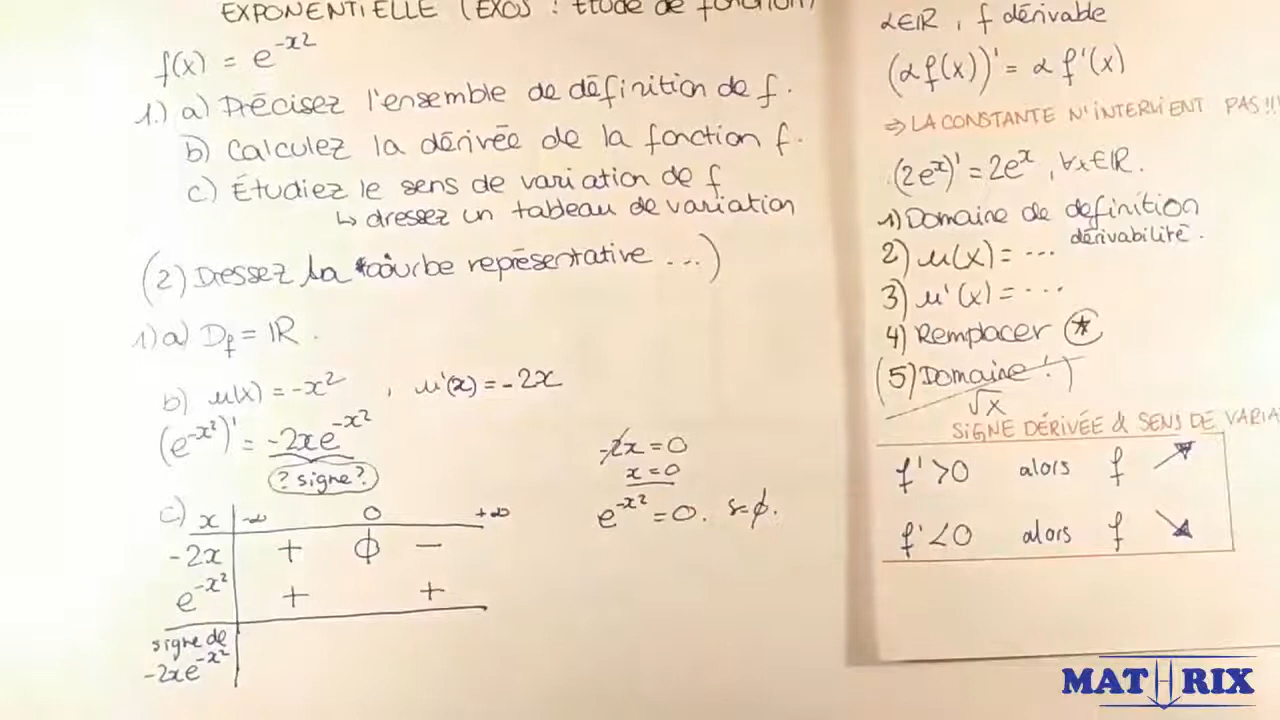 EXPONENTIELLE (EXOS : Étude de fonction)
f(x) = e^{-x^2}
1.) a) Précisez l'ensemble de définition de f.
b) Calculez la dérivée de la fonction f.
c) Étudiez le sens de variation de f
↳ dressez un tableau de variation
(2) Dressez la courbe représentative ...)
1) a) D_f = ℝ.
b) u(x) = -x² , u'(x) = -2x
(e^{-x²})' = -2xe^{-x²}
? signe ?
c) x -∞ 0 +∞
-2x + 0 -
e^{-x²} + +
signe de
-2xe^{-x²}
-2x = 0
x = 0
e^{-x²} = 0. S=∅.
α∈ℝ , f dérivable
(αf(x))' = αf'(x)
⇒ LA CONSTANTE N'INTERVIENT PAS!!!
(2e^x)' = 2e^x , ∀x∈ℝ.
1) Domaine de définition
dérivabilité.
2) u(x) = ...
3) u'(x) = ...
4) Remplacer (*)
(5) Domaine ! )
√x
SIGNE DÉRIVÉE & SENS DE VARIA
f' > 0 alors f ↗
f' < 0 alors f ↘
MATHRIX